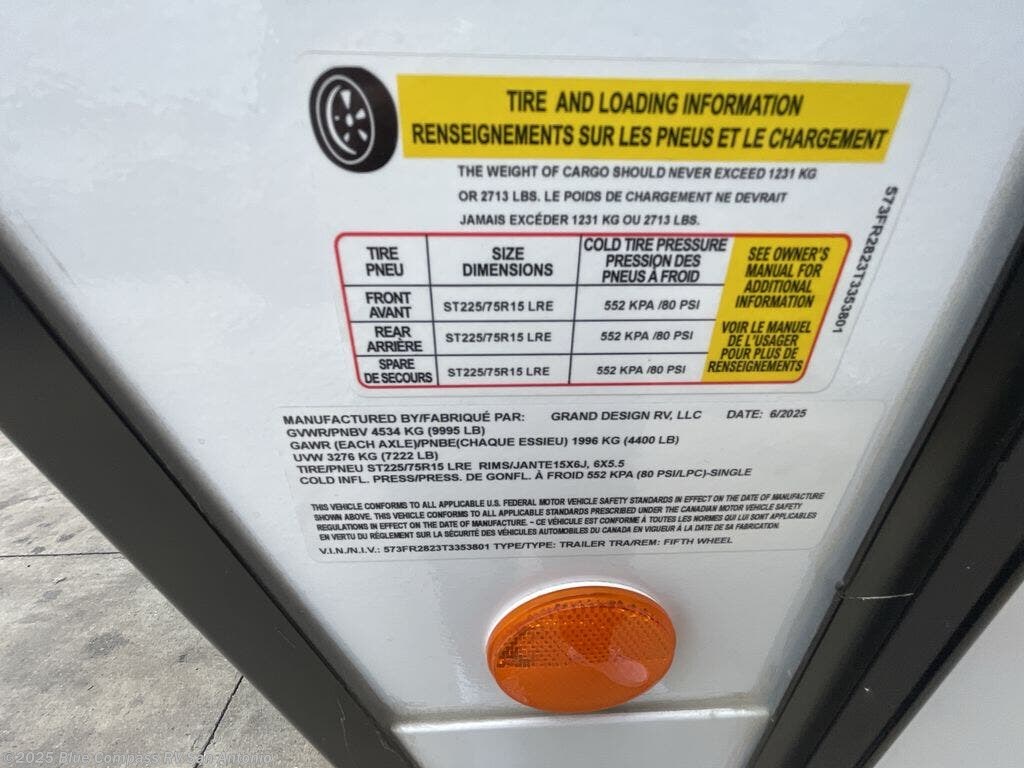 TIRE AND LOADING INFORMATION
RENSEIGNEMENTS SUR LES PNEUS ET LE CHARGEMENT
THE WEIGHT OF CARGO SHOULD NEVER EXCEED 1231 KG
OR 2713 LBS. LE POIDS DE CHARGEMENT NE DEVRAIT
JAMAIS EXCÉDER 1231 KG OU 2713 LBS.
573FR2823T3353801
TIRE
PNEU
SIZE
DIMENSIONS
COLD TIRE PRESSURE
PRESSION DES
PNEUS À FROID
FRONT
AVANT
ST225/75R15 LRE
552 KPA /80 PSI
REAR
ARRIÈRE
ST225/75R15 LRE
552 KPA /80 PSI
SPARE
DE SECOURS
ST225/75R15 LRE
552 KPA /80 PSI
SEE OWNER'S
MANUAL FOR
ADDITIONAL
INFORMATION
VOIR LE MANUEL
DE L'USAGER
POUR PLUS DE
RENSEIGNEMENTS
MANUFACTURED BY/FABRIQUÉ PAR: GRAND DESIGN RV, LLC DATE: 6/2025
GVWR/PNBV 4534 KG (9995 LB)
GAWR (EACH AXLE)/PNBE(CHAQUE ESSIEU) 1996 KG (4400 LB)
UVW 3276 KG (7222 LB)
TIRE/PNEU ST225/75R15 LRE RIMS/JANTE15X6J, 6X5.5
COLD INFL. PRESS/PRESS. DE GONFL. À FROID 552 KPA (80 PSI/LPC)-SINGLE
THIS VEHICLE CONFORMS TO ALL APPLICABLE U.S. FEDERAL MOTOR VEHICLE SAFETY STANDARDS IN EFFECT ON THE DATE OF MANUFACTURE
SHOWN ABOVE. THIS VEHICLE CONFORMS TO ALL APPLICABLE STANDARDS PRESCRIBED UNDER THE CANADIAN MOTOR VEHICLE SAFETY
REGULATIONS IN EFFECT ON THE DATE OF MANUFACTURE. - CE VÉHICULE EST CONFORME À TOUTES LES NORMES QUI LUI SONT APPLICABLES
EN VERTU DU RÈGLEMENT SUR LA SÉCURITÉ DES VÉHICULES AUTOMOBILES DU CANADA EN VIGUEUR À LA DATE DE SA FABRICATION.
V.I.N./N.I.V.: 573FR2823T3353801 TYPE/TYPE: TRAILER TRA/REM: FIFTH WHEEL
©2025 Blue Compass RV San Antonio